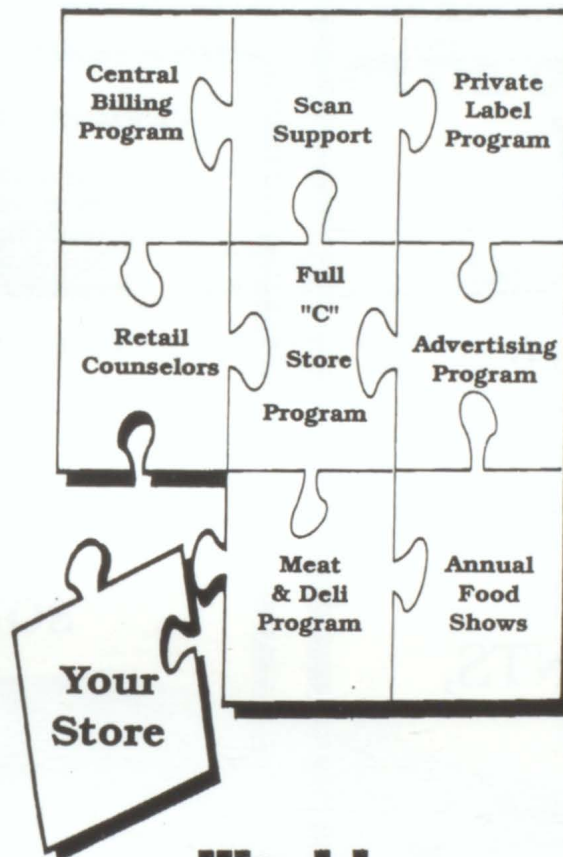 Central
Billing
Program
Scan
Support
Private
Label
Program
Retail
Counselors
Full
"C"
Store
Program
Advertising
Program
Your
Store
Meat
& Deli
Program
Annual
Food
Shows